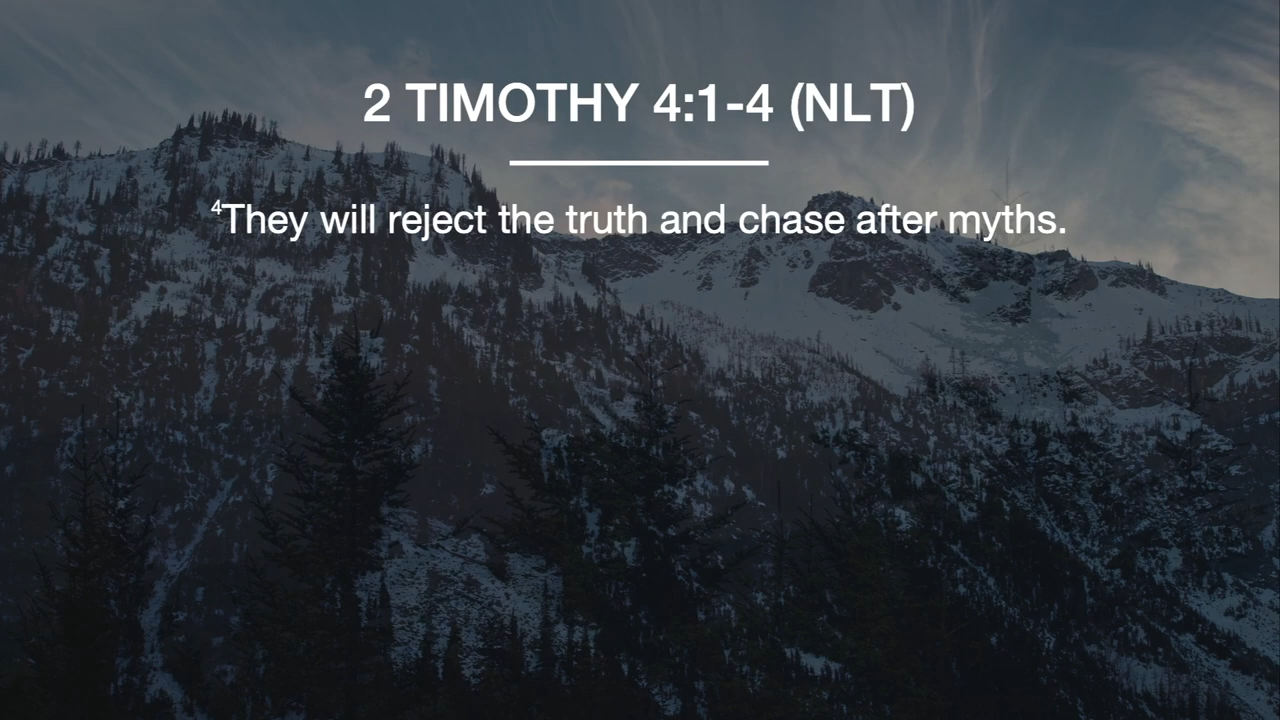 2 TIMOTHY 4:1-4 (NLT)
⁴They will reject the truth and chase after myths.